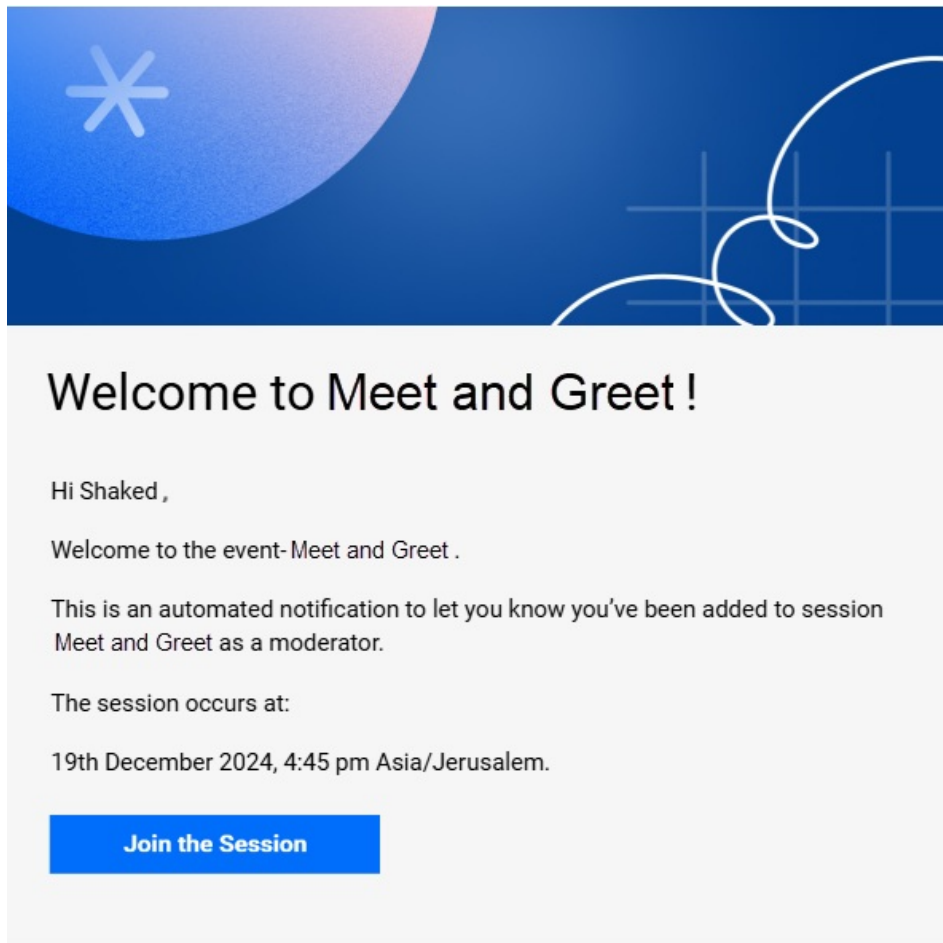 Welcome to Meet and Greet !
Hi Shaked ,
Welcome to the event- Meet and Greet .
This is an automated notification to let you know you’ve been added to session
Meet and Greet as a moderator.
The session occurs at:
19th December 2024, 4:45 pm Asia/Jerusalem.
Join the Session